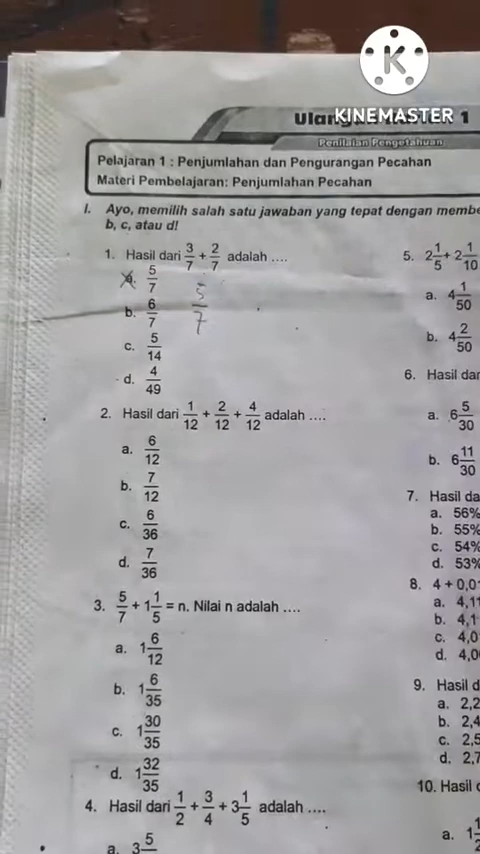 KINEMASTER 1
Penilaian Pengetahuan
Pelajaran 1 : Penjumlahan dan Pengurangan Pecahan
Materi Pembelajaran: Penjumlahan Pecahan
I. Ayo, memilih salah satu jawaban yang tepat dengan
b, c, atau d!
1. Hasil dari 3/7 + 2/7 adalah ....
a. 5/7
5/7
b. 6/7
c. 5/14
d. 4/49
2. Hasil dari 1/12 + 2/12 + 4/12 adalah ....
a. 6/12
b. 7/12
c. 6/36
d. 7/36
3. 5/7 + 1 1/5 = n. Nilai n adalah ....
a. 1 6/12
b. 1 6/35
c. 1 30/35
d. 1 32/35
4. Hasil dari 1/2 + 3/4 + 3 1/5 adalah ....
a. 3 5
5. 2 1/5 + 2 1/10
a. 4 1/50
b. 4 2/50
6. Hasil
a. 6 5/30
b. 6 11/30
7. Hasil
a. 56%
b. 55%
c. 54%
d. 53%
8. 4 + 0,0
a. 4,1
b. 4,1
c. 4,0
d. 4,0
9. Hasil d
a. 2,2
b. 2,4
c. 2,5
d. 2,7
10. Hasil
a. 1